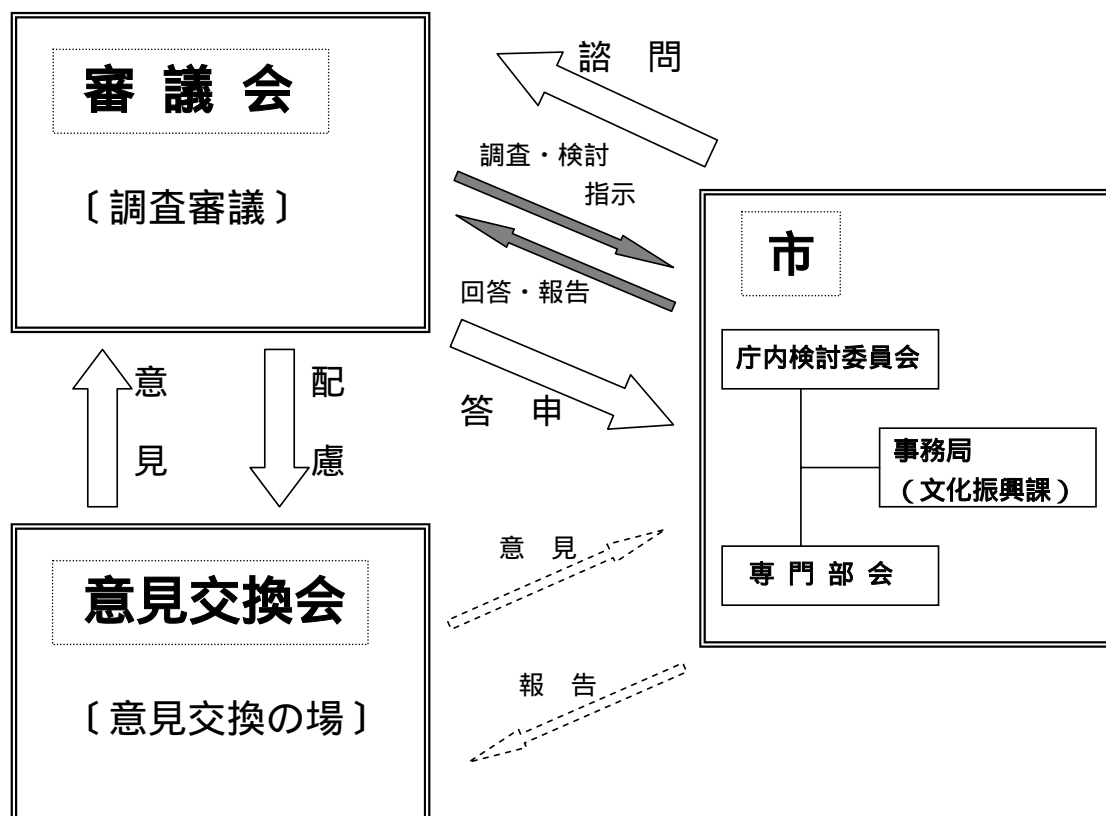 審 議 会
〔調査審議〕
諮 問
調査・検討
指示
回答・報告
答 申
意見
配慮
市
庁内検討委員会
事務局
(文化振興課)
専 門 部 会
意見交換会
〔意見交換の場〕
意 見
報 告